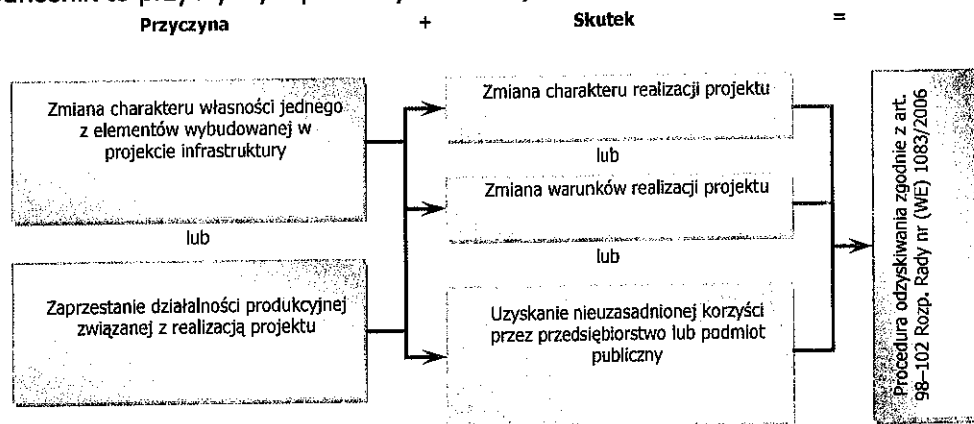 Przyczyna + Skutek =
Zmiana charakteru własności jednego
z elementów wybudowanej w
projekcie infrastruktury
lub
Zaprzestanie działalności produkcyjnej
związanej z realizacją projektu
Zmiana charakteru realizacji projektu
lub
Zmiana warunków realizacji projektu
lub
Uzyskanie nieuzasadnionej korzyści
przez przedsiębiorstwo lub podmiot
publiczny
Procedura odzyskiwania zgodnie z art.
98–102 Rozp. Rady nr (WE) 1083/2006